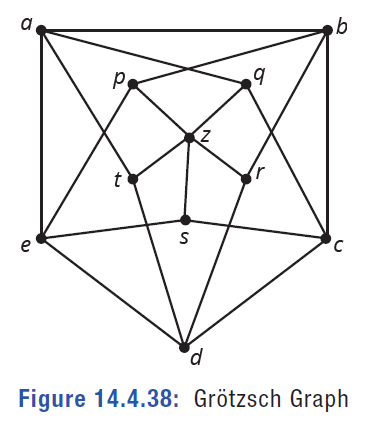 a b
p q
z
t r
s
e c
d
Figure 14.4.38: Grötzsch Graph